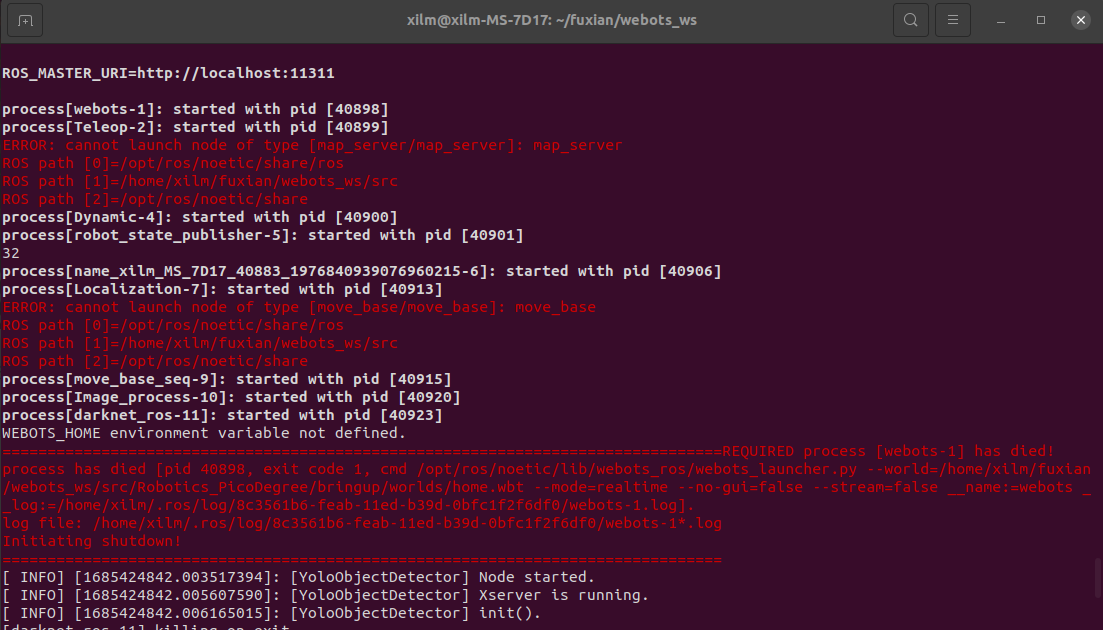 xilm@xilm-MS-7D17: ~/fuxian/webots_ws
ROS_MASTER_URI=http://localhost:11311
process[webots-1]: started with pid [40898]
process[Teleop-2]: started with pid [40899]
ERROR: cannot launch node of type [map_server/map_server]: map_server
ROS path [0]=/opt/ros/noetic/share/ros
ROS path [1]=/home/xilm/fuxian/webots_ws/src
ROS path [2]=/opt/ros/noetic/share
process[Dynamic-4]: started with pid [40900]
process[robot_state_publisher-5]: started with pid [40901]
32
process[name_xilm_MS_7D17_40883_1976840939076960215-6]: started with pid [40906]
process[Localization-7]: started with pid [40913]
ERROR: cannot launch node of type [move_base/move_base]: move_base
ROS path [0]=/opt/ros/noetic/share/ros
ROS path [1]=/home/xilm/fuxian/webots_ws/src
ROS path [2]=/opt/ros/noetic/share
process[move_base_seq-9]: started with pid [40915]
process[Image_process-10]: started with pid [40920]
process[darknet_ros-11]: started with pid [40923]
WEBOTS_HOME environment variable not defined.
================================================================================REQUIRED process [webots-1] has died!
process has died [pid 40898, exit code 1, cmd /opt/ros/noetic/lib/webots_ros/webots_launcher.py --world=/home/xilm/fuxian
/webots_ws/src/Robotics_PicoDegree/bringup/worlds/home.wbt --mode=realtime --no-gui=false --stream=false __name:=webots _
_log:=/home/xilm/.ros/log/8c3561b6-feab-11ed-b39d-0bfc1f2f6df0/webots-1.log].
log file: /home/xilm/.ros/log/8c3561b6-feab-11ed-b39d-0bfc1f2f6df0/webots-1*.log
Initiating shutdown!
================================================================================
[ INFO] [1685424842.003517394]: [YoloObjectDetector] Node started.
[ INFO] [1685424842.005607590]: [YoloObjectDetector] Xserver is running.
[ INFO] [1685424842.006165015]: [YoloObjectDetector] init().
[darknet_ros-11] killing on exit